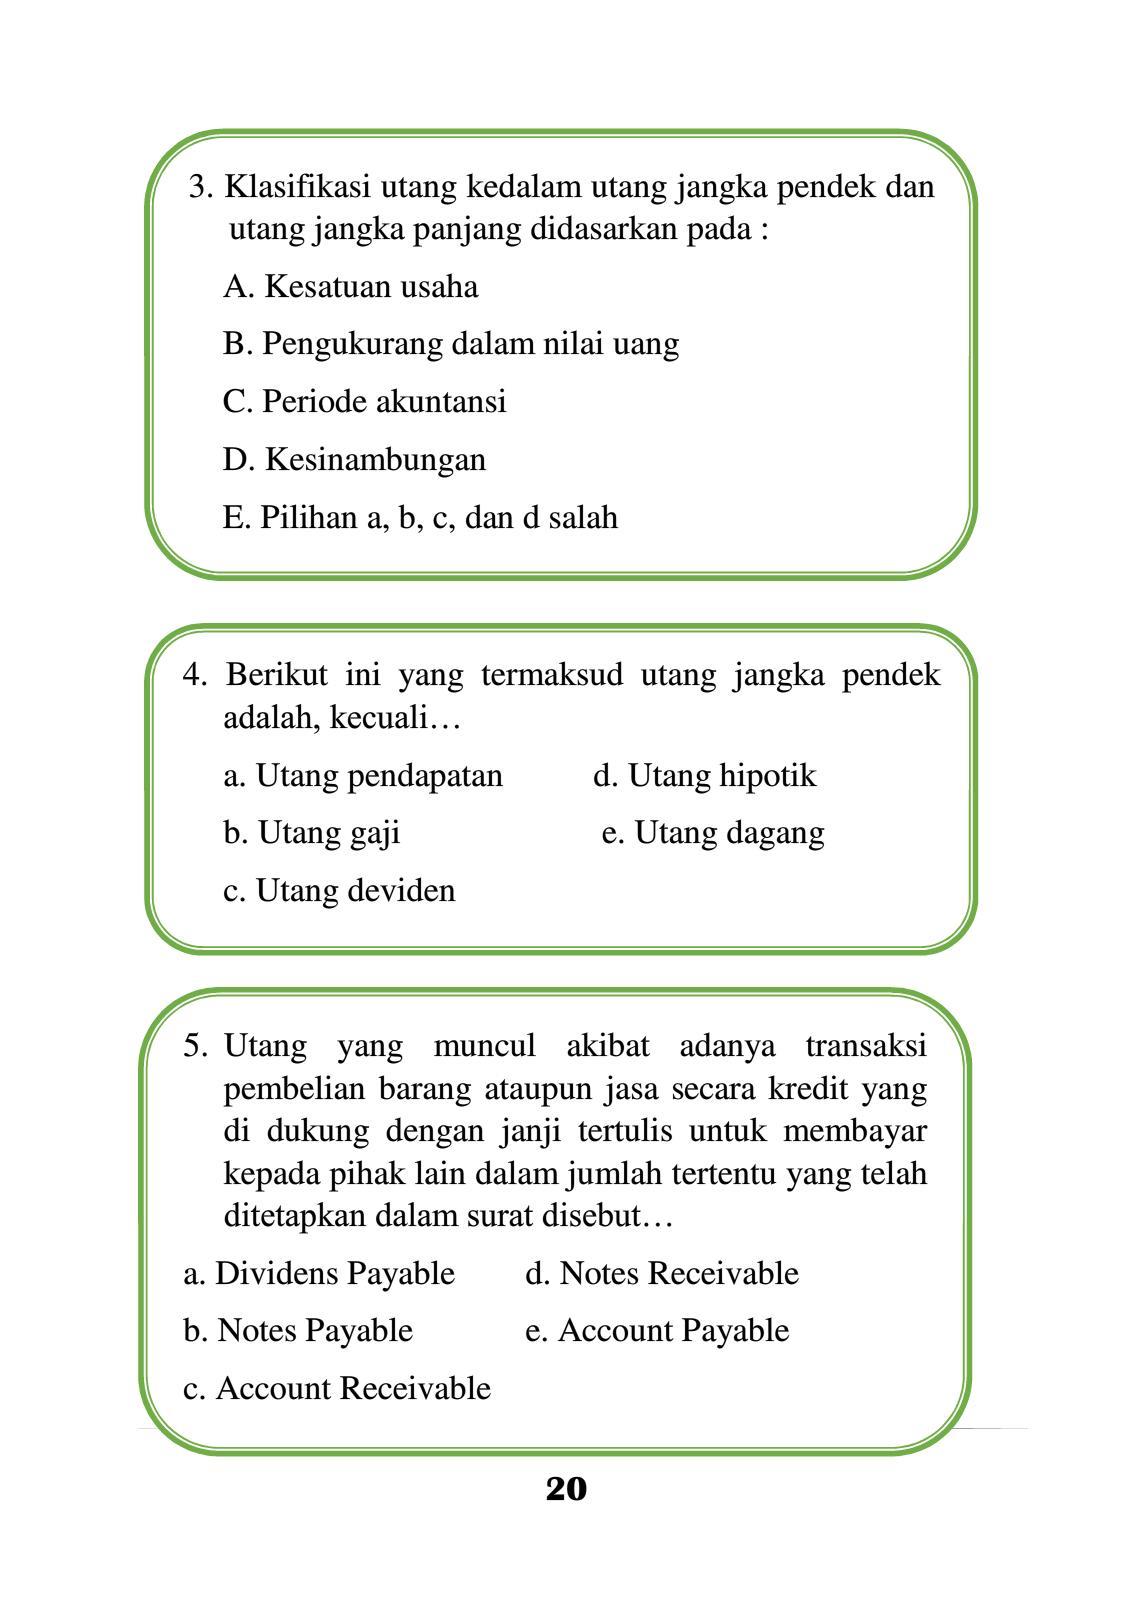 3. Klasifikasi utang kedalam utang jangka pendek dan
utang jangka panjang didasarkan pada :
A. Kesatuan usaha
B. Pengukurang dalam nilai uang
C. Periode akuntansi
D. Kesinambungan
E. Pilihan a, b, c, dan d salah
4. Berikut ini yang termaksud utang jangka pendek
adalah, kecuali…
a. Utang pendapatan d. Utang hipotik
b. Utang gaji e. Utang dagang
c. Utang deviden
5. Utang yang muncul akibat adanya transaksi
pembelian barang ataupun jasa secara kredit yang
di dukung dengan janji tertulis untuk membayar
kepada pihak lain dalam jumlah tertentu yang telah
ditetapkan dalam surat disebut…
a. Dividens Payable d. Notes Receivable
b. Notes Payable e. Account Payable
c. Account Receivable
20